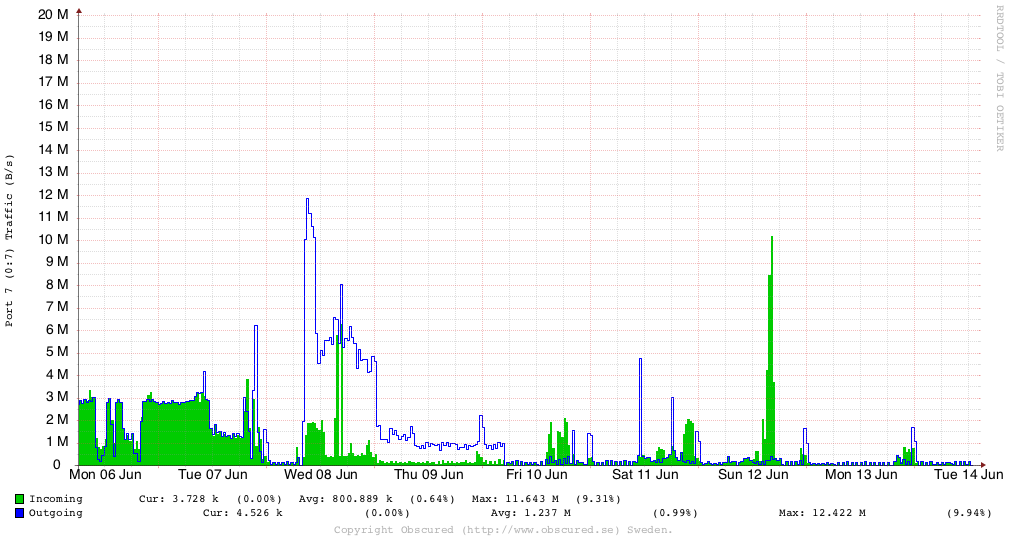 20 M
19 M
18 M
17 M
16 M
15 M
14 M
13 M
12 M
11 M
10 M
9 M
8 M
7 M
6 M
5 M
4 M
3 M
2 M
1 M
0
Port 7 (0:7) Traffic (B/s)
RRDTOOL / TOBI OETIKER
Mon 06 Jun Tue 07 Jun Wed 08 Jun Thu 09 Jun Fri 10 Jun Sat 11 Jun Sun 12 Jun Mon 13 Jun Tue 14 Jun
Incoming Cur: 3.728 k (0.00%) Avg: 800.889 k (0.64%) Max: 11.643 M (9.31%)
Outgoing Cur: 4.526 k (0.00%) Avg: 1.237 M (0.99%) Max: 12.422 M (9.94%)
Copyright Obscured (http://www.obscured.se) Sweden.